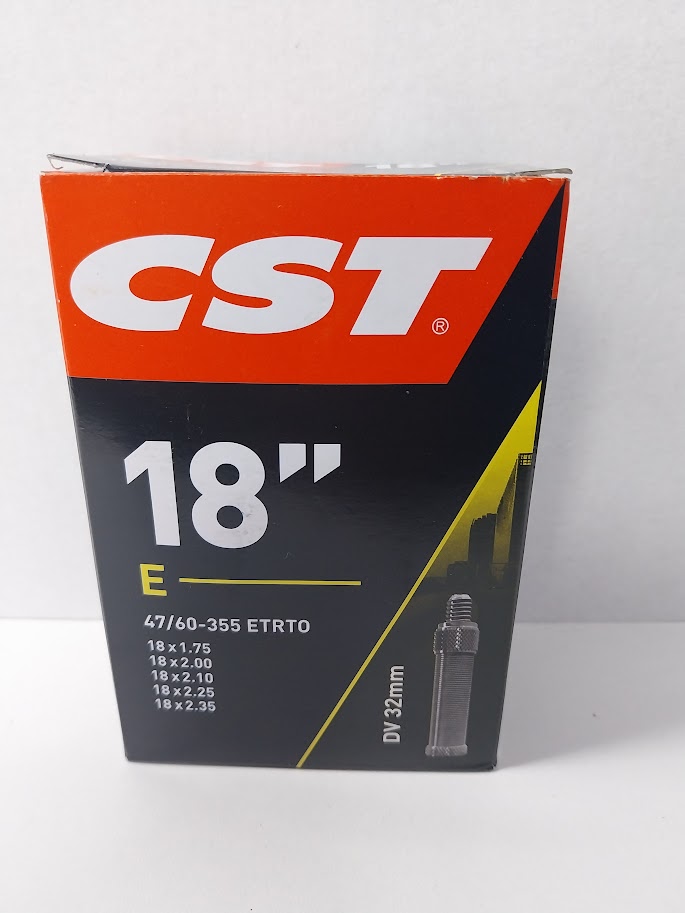 CST®
18”
E
47/60-355 ETRTO
18 x 1.75
18 x 2.00
18 x 2.10
18 x 2.25
18 x 2.35
DV 32mm